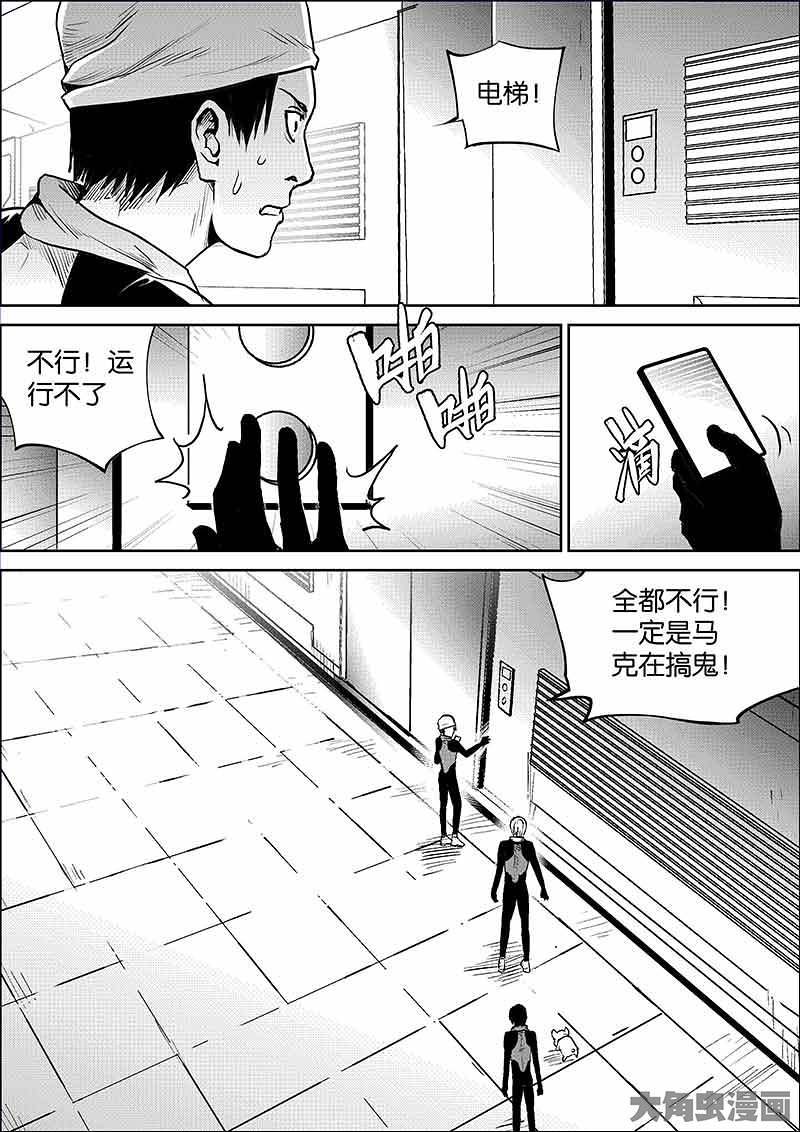 电梯！
不行！运
行不了
啪
啪
滴
全都不行！
一定是马
克在搞鬼！
大角虫漫画